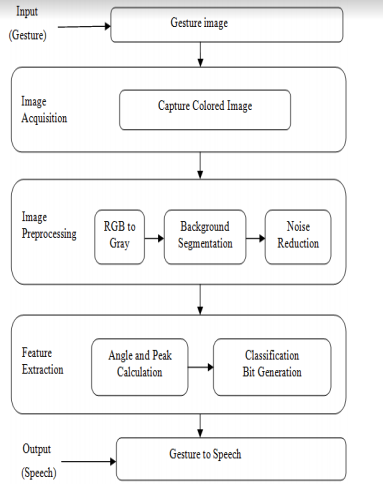 Input
(Gesture)
Gesture image
Image
Acquisition
Capture Colored Image
Image
Preprocessing
RGB to
Gray
Background
Segmentation
Noise
Reduction
Feature
Extraction
Angle and Peak
Calculation
Classification
Bit Generation
Output
(Speech)
Gesture to Speech